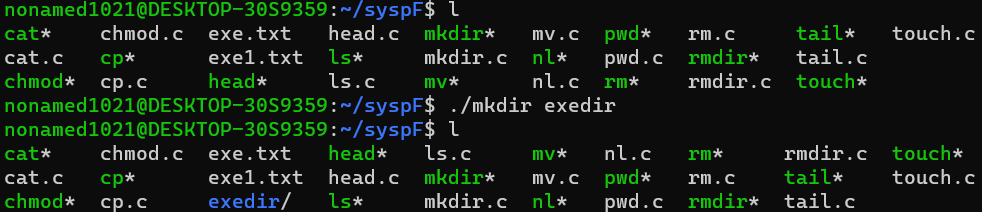 nonamed1021@DESKTOP-30S9359:~/syspF$ l
cat* chmod.c exe.txt head.c mkdir* mv.c pwd* rm.c tail* touch.c
cat.c cp* exe1.txt ls* mkdir.c nl* pwd.c rmdir* tail.c
chmod* cp.c head* ls.c mv* nl.c rm* rmdir.c touch*
nonamed1021@DESKTOP-30S9359:~/syspF$ ./mkdir exedir
nonamed1021@DESKTOP-30S9359:~/syspF$ l
cat* chmod.c exe.txt head* ls.c mv* nl.c rm* rmdir.c touch*
cat.c cp* exe1.txt head.c mkdir* mv.c pwd* rm.c tail* touch.c
chmod* cp.c exedir/ ls* mkdir.c nl* pwd.c rmdir* tail.c